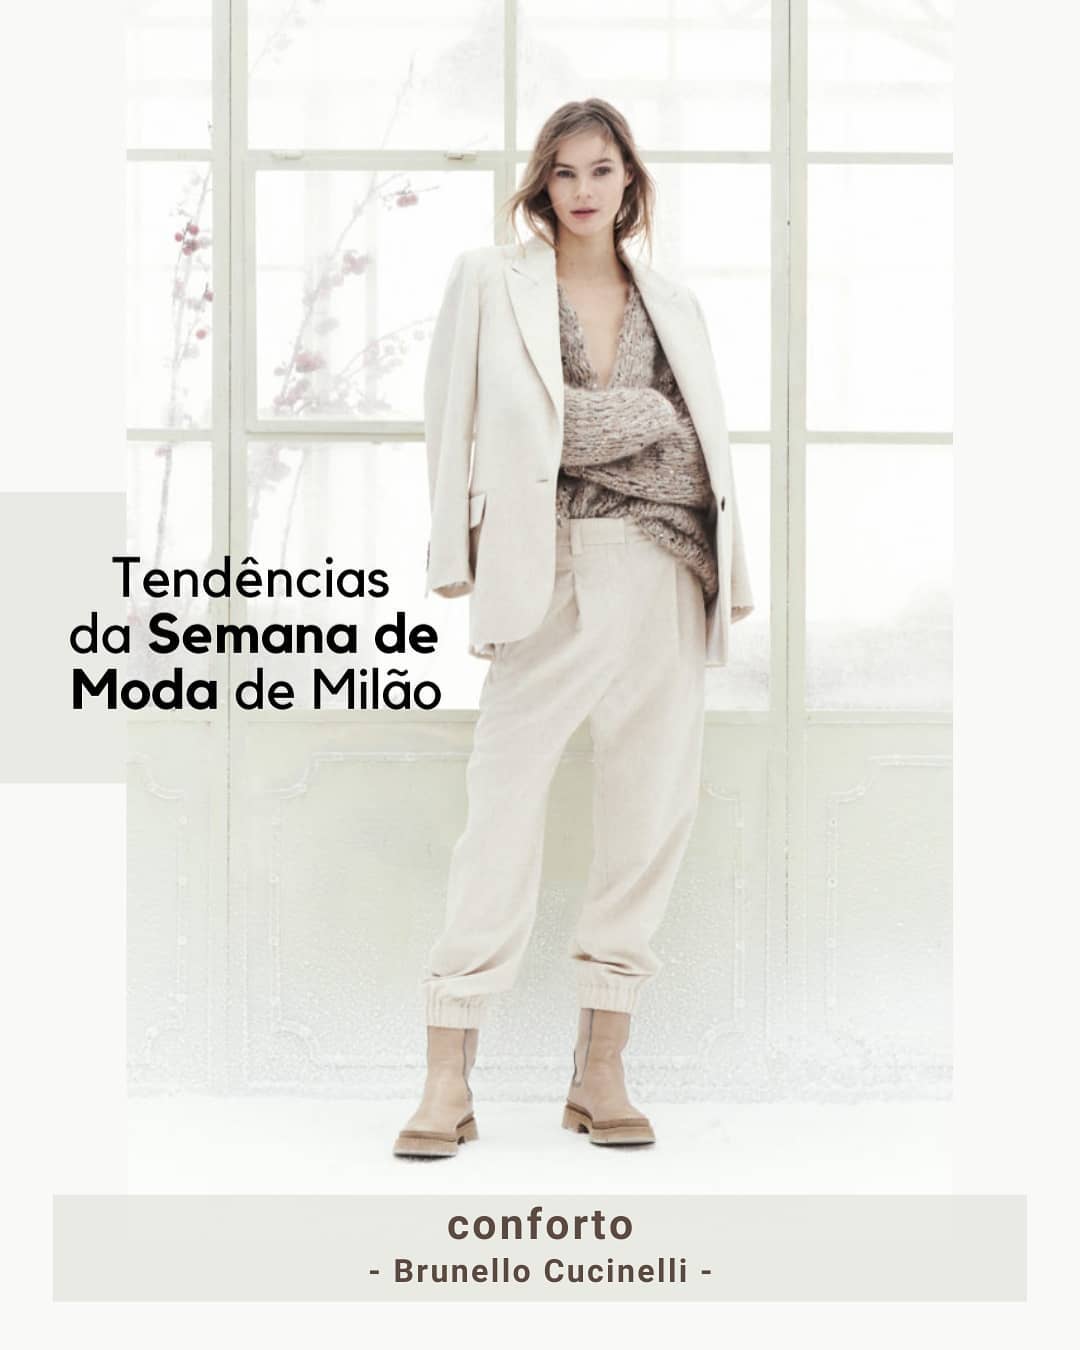 Tendências
da Semana de
Moda de Milão
conforto
- Brunello Cucinelli -